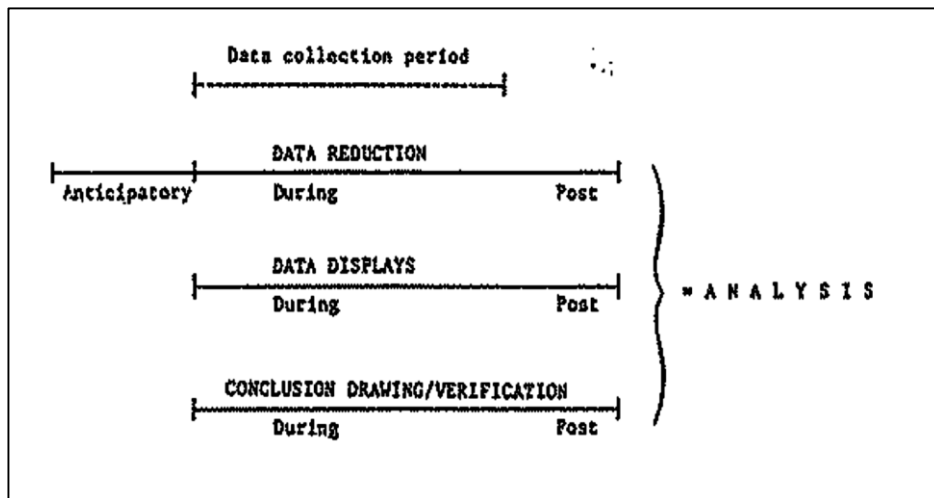 Data collection period
DATA REDUCTION
Anticipatory During Post
DATA DISPLAYS
During Post
= A N A L Y S I S
CONCLUSION DRAWING/VERIFICATION
During Post